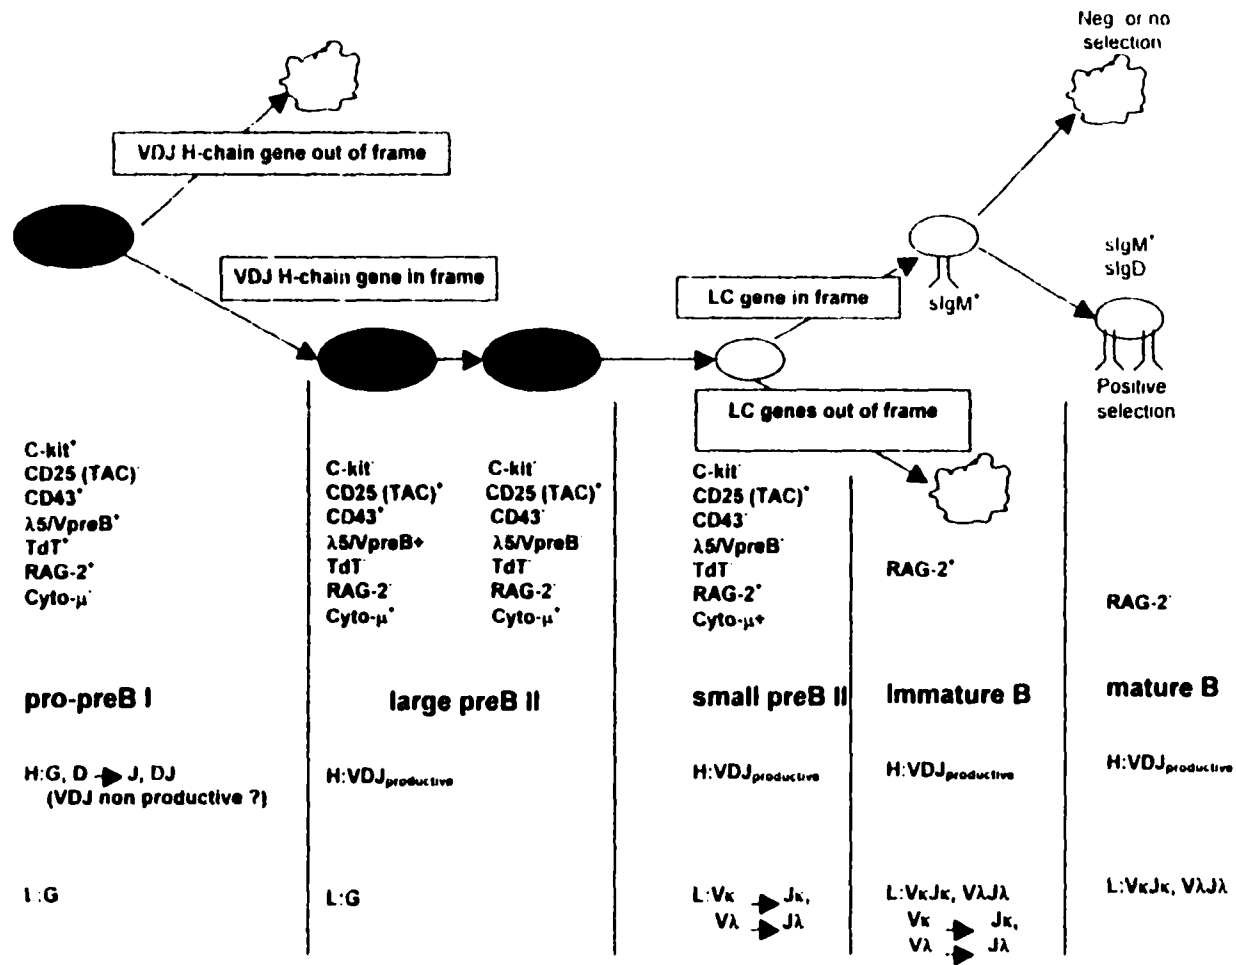 Neg or no
selection
VDJ H-chain gene out of frame
VDJ H-chain gene in frame
LC gene in frame
sIgM⁺
sIgM⁺
sIgD
Positive
selection
LC genes out of frame
C-kit⁺
CD25 (TAC)⁻
CD43⁺
λ5/VpreB⁺
TdT⁺
RAG-2⁺
Cyto-μ⁻
C-kit⁻
CD25 (TAC)⁺
CD43⁺
λ5/VpreB+
TdT⁻
RAG-2⁻
Cyto-μ⁺
C-kit⁻
CD25 (TAC)⁺
CD43⁻
λ5/VpreB⁻
TdT⁻
RAG-2⁻
Cyto-μ⁺
C-kit⁻
CD25 (TAC)⁺
CD43⁻
λ5/VpreB⁻
TdT⁻
RAG-2⁺
Cyto-μ+
RAG-2⁺
RAG-2⁻
pro-preB I
large preB II
small preB II
Immature B
mature B
H:G, D → J, DJ
(VDJ non productive ?)
H:VDJproductive
H:VDJproductive
H:VDJproductive
H:VDJproductive
L:G
L:G
L:Vκ → Jκ,
Vλ → Jλ
L:VκJκ, VλJλ
Vκ → Jκ,
Vλ → Jλ
L:VκJκ, VλJλ